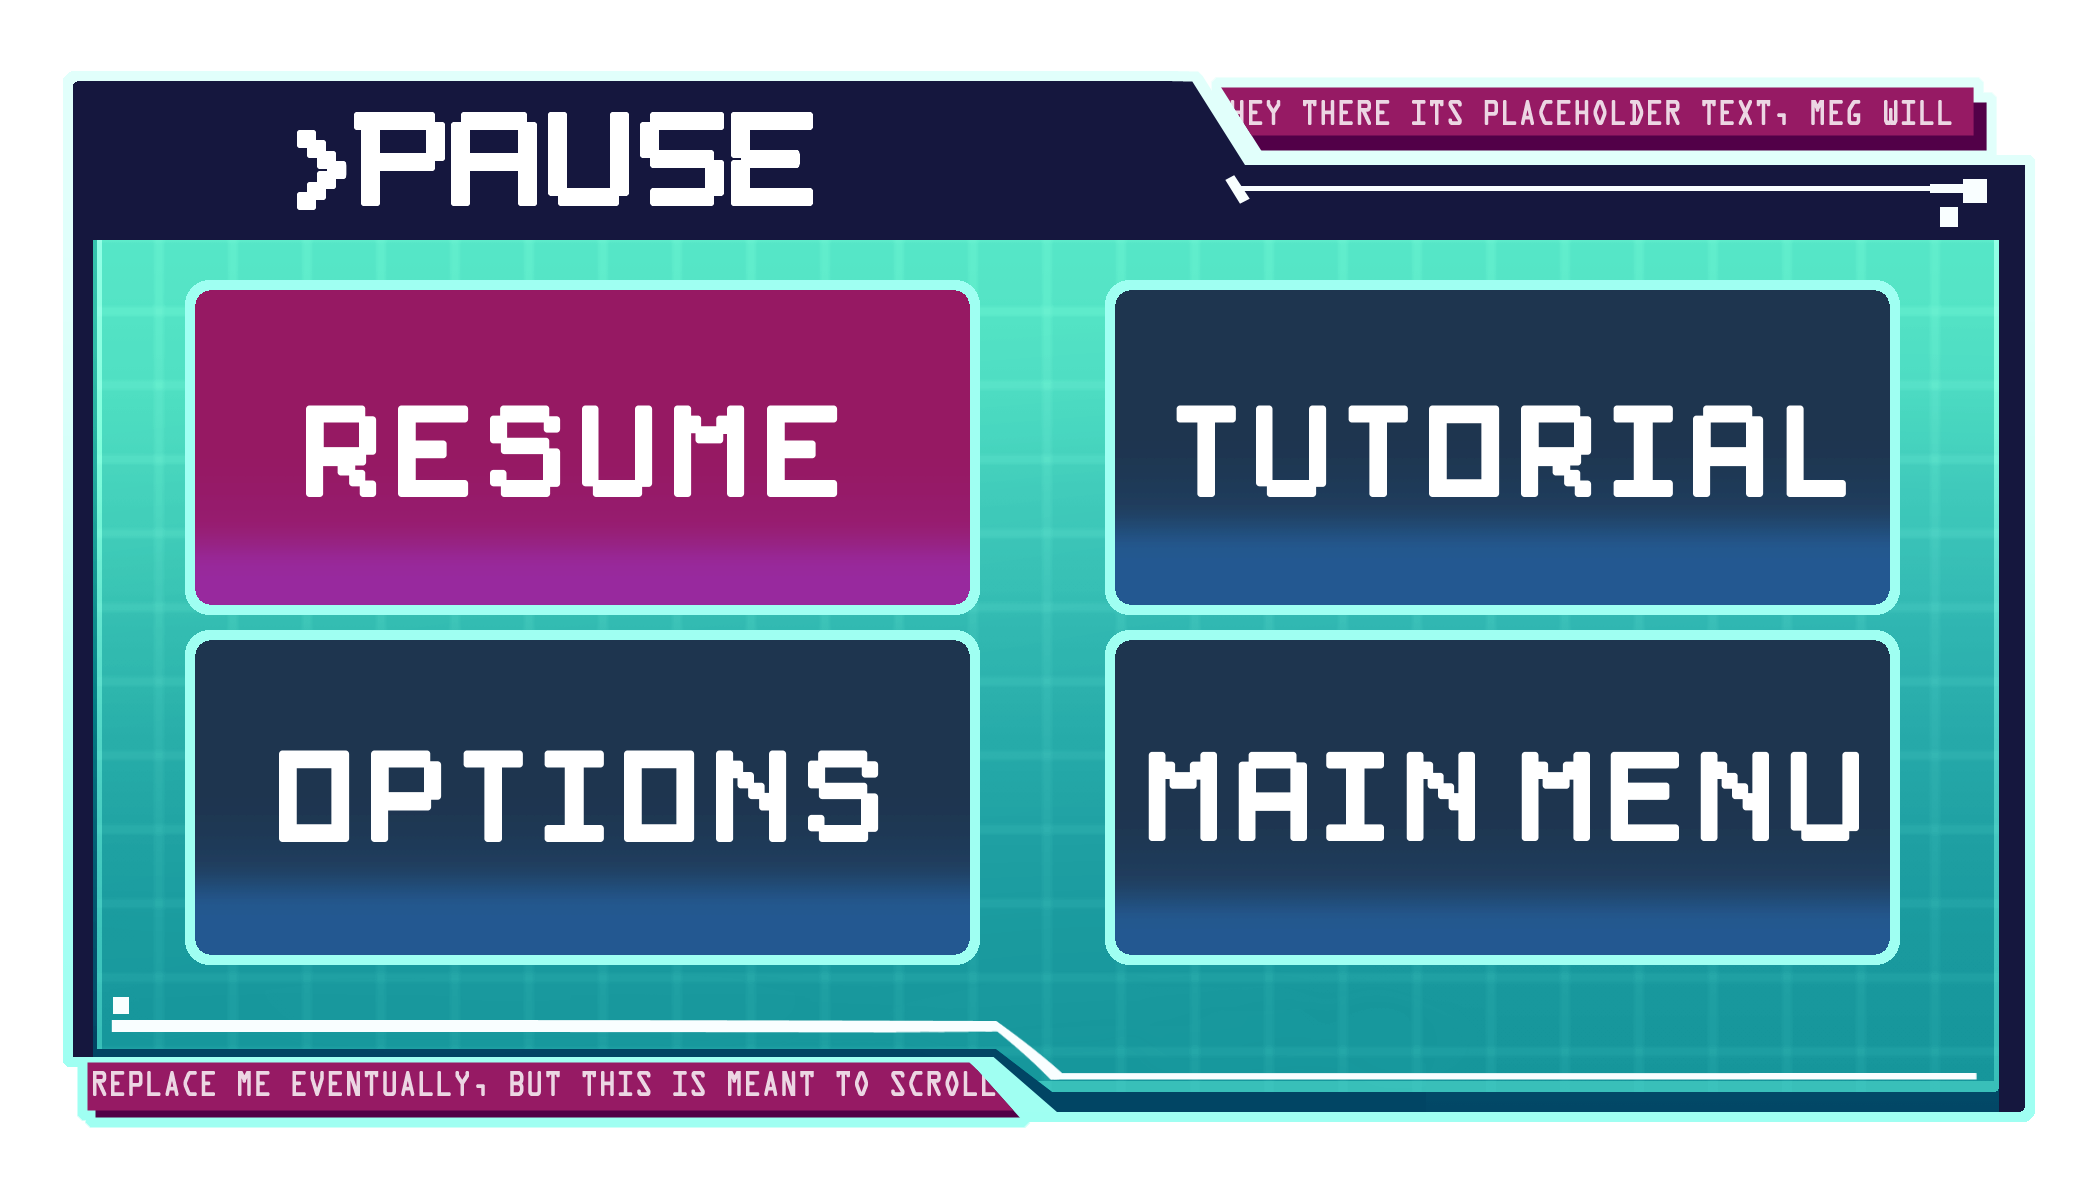 >PAUSE
HEY THERE ITS PLACEHOLDER TEXT, MEG WILL
RESUME
TUTORIAL
OPTIONS
MAIN MENU
REPLACE ME EVENTUALLY, BUT THIS IS MEANT TO SCROLL